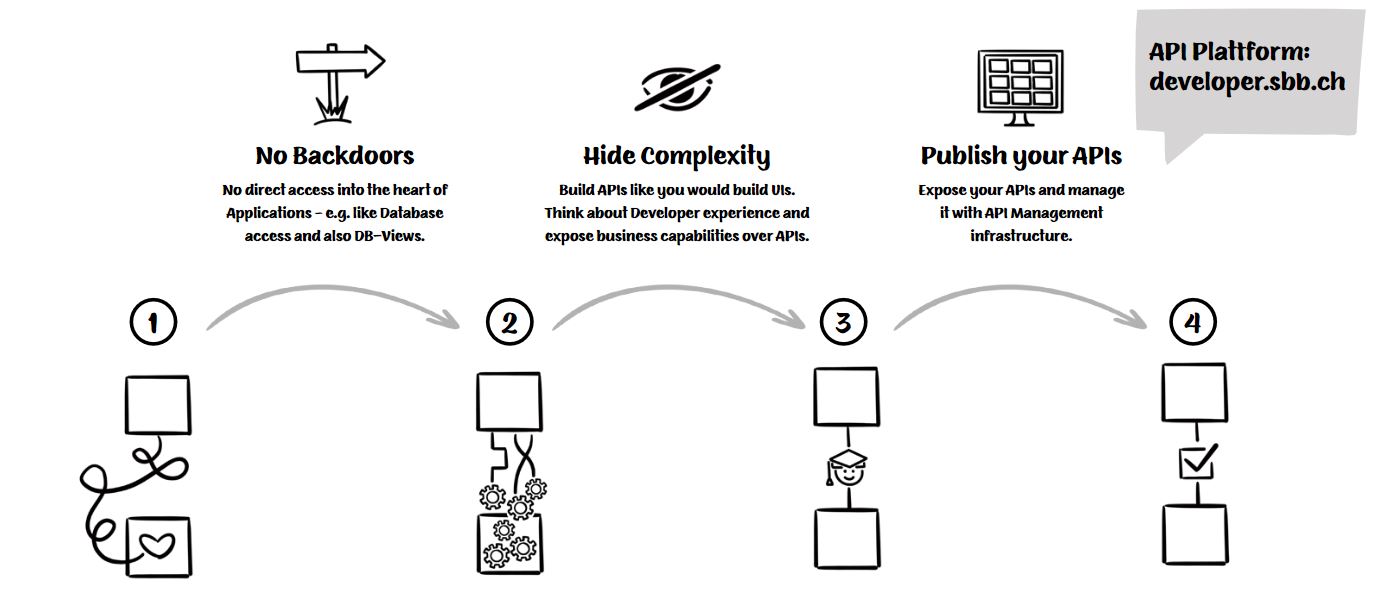 API Plattform:
developer.sbb.ch
No Backdoors
No direct access into the heart of
Applications - e.g. like Database
access and also DB-Views.
Hide Complexity
Build APIs like you would build UIs.
Think about Developer experience and
expose business capabilities over APIs.
Publish your APIs
Expose your APIs and manage
it with API Management
infrastructure.
1
2
3
4